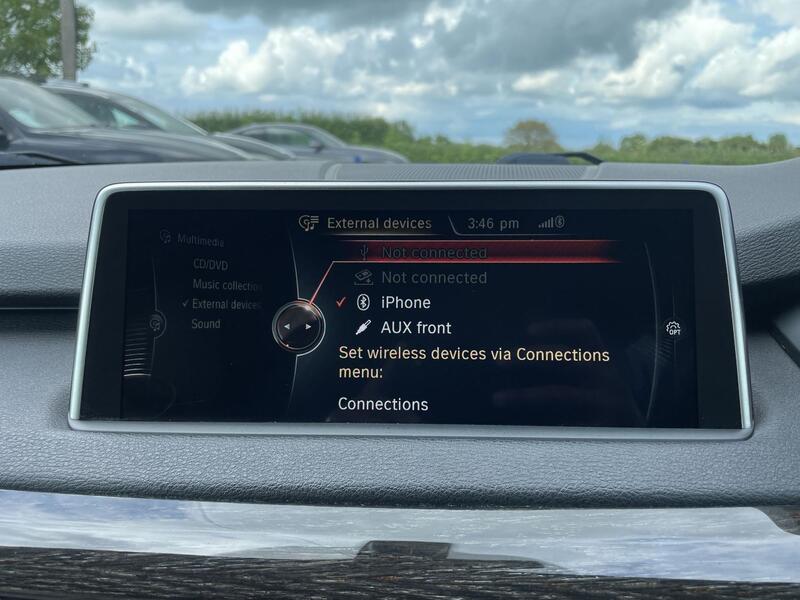 External devices
3:46 pm
Multimedia
CD/DVD
Music collection
External devices
Sound
Not connected
Not connected
iPhone
AUX front
Set wireless devices via Connections
menu:
Connections
OPT